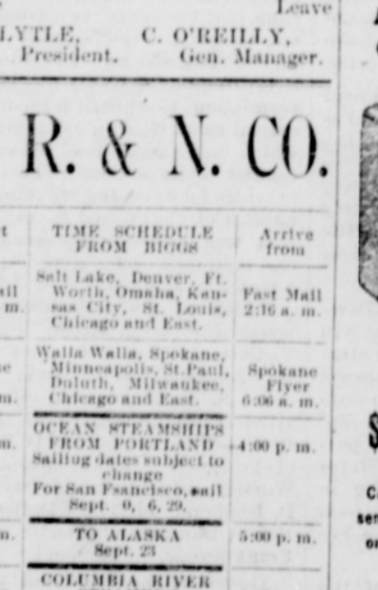 Leave
LYTLE, C. O'REILLY,
President. Gen. Manager.
R. & N. CO.
TIME SCHEDULE
FROM BIGGS
Arrive
from
Salt Lake, Denver, Ft.
Worth, Omaha, Kan-
sas City, St. Louis,
Chicago and East.
Fast Mail
2:16 a. m.
Walla Walla, Spokane,
Minneapolis, St.Paul,
Duluth, Milwaukee,
Chicago and East.
Spokane
Flyer
6:06 a. m.
OCEAN STEAMSHIPS
FROM PORTLAND
Sailing dates subject to
change
For San Fsancisco, sail
Sept. 0, 6, 29.
4:00 p. m.
TO ALASKA
Sept. 23
5:00 p. m.
COLUMBIA RIVER